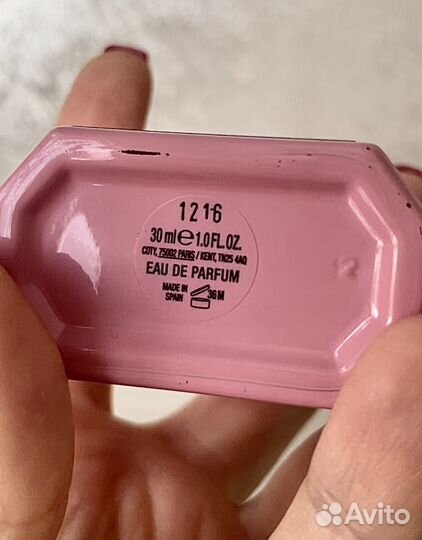 1216
30 ml e 1.0 FL.OZ.
COTY, 75002 PARIS / KENT, TN25 4AQ
EAU DE PARFUM
MADE IN
SPAIN
36 M
Avito